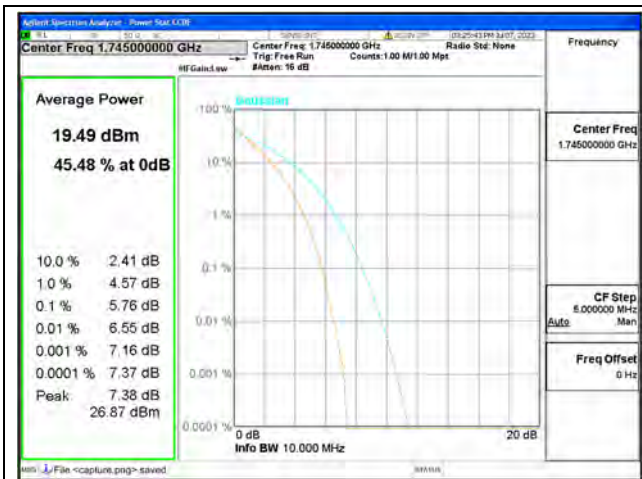 Agilent Spectrum Analyzer - Power Stat CCDF
Center Freq 1.745000000 GHz
Center Freq: 1.745000000 GHz
Radio Std: None
Trig: Free Run
Counts:1.00 M/1.00 Mpt
#IFGain:Low
#Atten: 16 dB
Frequency
Average Power
19.49 dBm
45.48 % at 0dB
10.0 % 2.41 dB
1.0 % 4.57 dB
0.1 % 5.76 dB
0.01 % 6.55 dB
0.001 % 7.16 dB
0.0001 % 7.37 dB
Peak 7.38 dB
26.87 dBm
Gaussian
100 %
10 %
1 %
0.1 %
0.01 %
0.001 %
0.0001 %
0 dB
20 dB
Info BW 10.000 MHz
Center Freq
1.745000000 GHz
CF Step
5.000000 MHz
Auto Man
Freq Offset
0 Hz
MSG File <capture.png> saved
STATUS